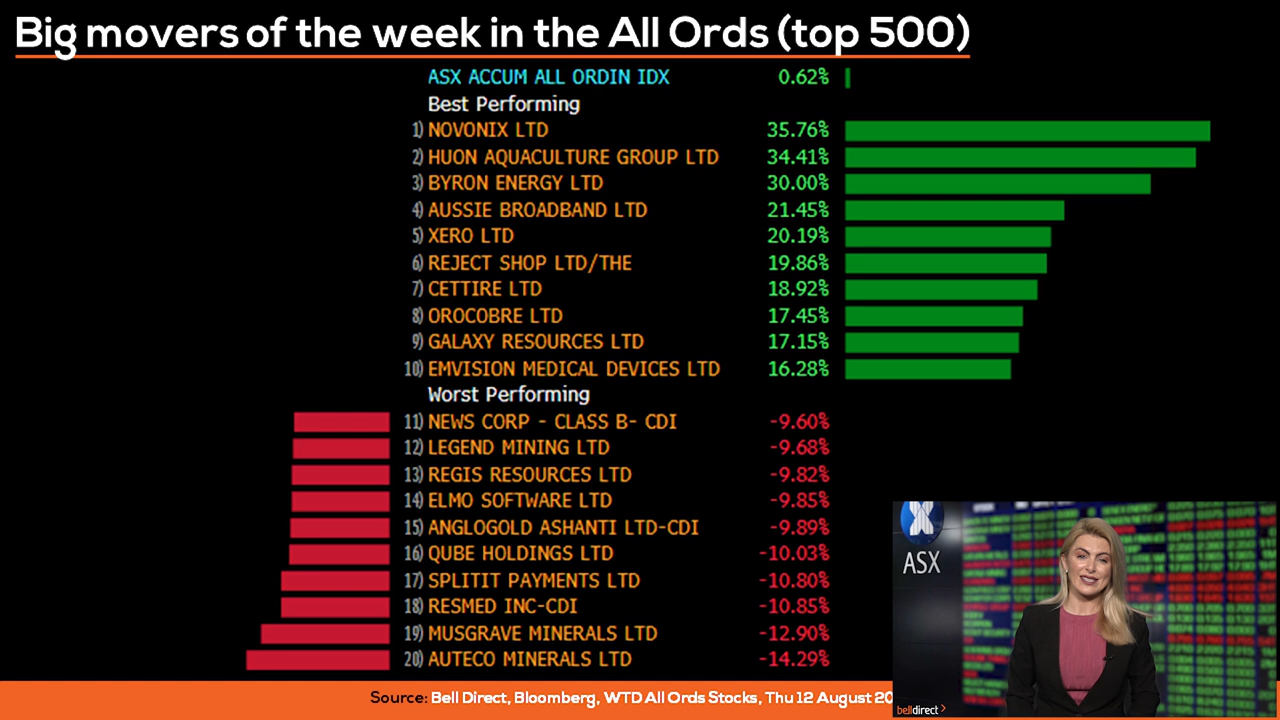 Big movers of the week in the All Ords (top 500)
ASX ACCUM ALL ORDIN IDX 0.62%
Best Performing
1) NOVONIX LTD 35.76%
2) HUON AQUACULTURE GROUP LTD 34.41%
3) BYRON ENERGY LTD 30.00%
4) AUSSIE BROADBAND LTD 21.45%
5) XERO LTD 20.19%
6) REJECT SHOP LTD/THE 19.86%
7) CETTIRE LTD 18.92%
8) OROCOBRE LTD 17.45%
9) GALAXY RESOURCES LTD 17.15%
10) EMVISION MEDICAL DEVICES LTD 16.28%
Worst Performing
11) NEWS CORP - CLASS B- CDI -9.60%
12) LEGEND MINING LTD -9.68%
13) REGIS RESOURCES LTD -9.82%
14) ELMO SOFTWARE LTD -9.85%
15) ANGLOGOLD ASHANTI LTD-CDI -9.89%
16) QUBE HOLDINGS LTD -10.03%
17) SPLITIT PAYMENTS LTD -10.80%
18) RESMED INC-CDI -10.85%
19) MUSGRAVE MINERALS LTD -12.90%
20) AUTECO MINERALS LTD -14.29%
ASX
belldirect
Source: Bell Direct, Bloomberg, WTD All Ords Stocks, Thu 12 August 20